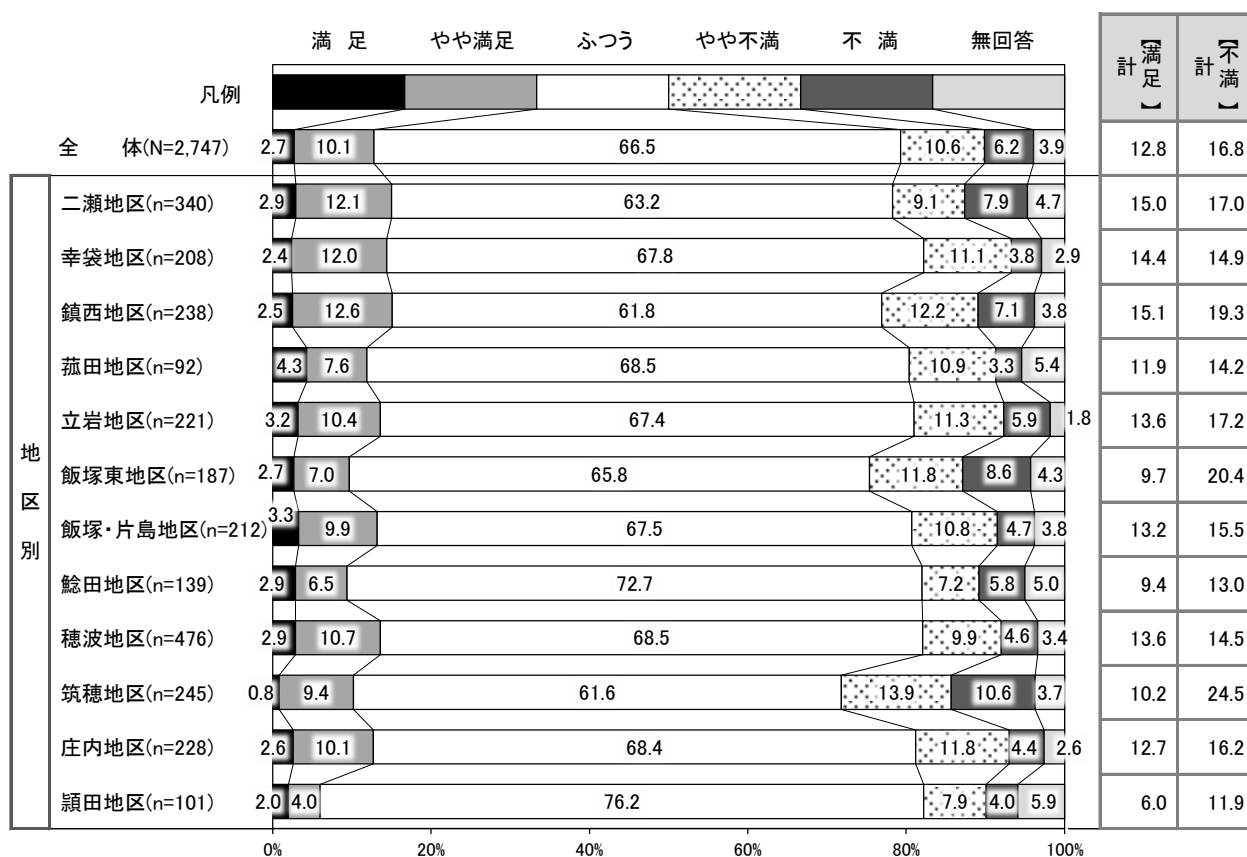 満 足 やや満足 ふつう やや不満 不 満 無回答 【満足】計 【不満】計
凡例
全 体(N=2,747) 2.7 10.1 66.5 10.6 6.2 3.9 12.8 16.8
地区別
二瀬地区(n=340) 2.9 12.1 63.2 9.1 7.9 4.7 15.0 17.0
幸袋地区(n=208) 2.4 12.0 67.8 11.1 3.8 2.9 14.4 14.9
鎮西地区(n=238) 2.5 12.6 61.8 12.2 7.1 3.8 15.1 19.3
菰田地区(n=92) 4.3 7.6 68.5 10.9 3.3 5.4 11.9 14.2
立岩地区(n=221) 3.2 10.4 67.4 11.3 5.9 1.8 13.6 17.2
飯塚東地区(n=187) 2.7 7.0 65.8 11.8 8.6 4.3 9.7 20.4
飯塚・片島地区(n=212) 3.3 9.9 67.5 10.8 4.7 3.8 13.2 15.5
鯰田地区(n=139) 2.9 6.5 72.7 7.2 5.8 5.0 9.4 13.0
穂波地区(n=476) 2.9 10.7 68.5 9.9 4.6 3.4 13.6 14.5
筑穂地区(n=245) 0.8 9.4 61.6 13.9 10.6 3.7 10.2 24.5
庄内地区(n=228) 2.6 10.1 68.4 11.8 4.4 2.6 12.7 16.2
頴田地区(n=101) 2.0 4.0 76.2 7.9 4.0 5.9 6.0 11.9
0% 20% 40% 60% 80% 100%